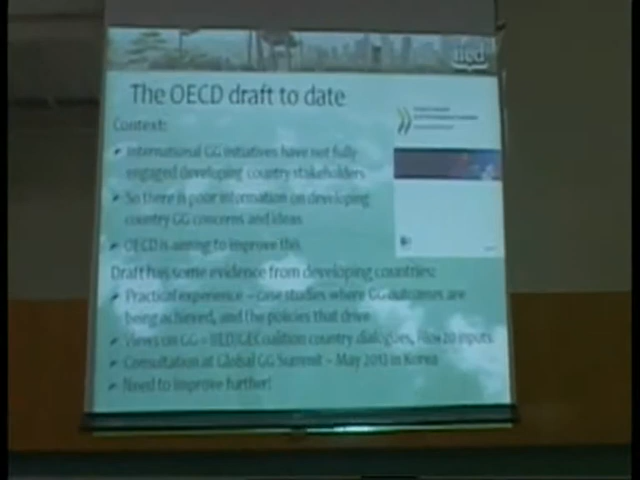 iied
The OECD draft to date
Context:
International GG initiatives have not fully
engaged developing country stakeholders
So there is poor information on developing
country GG concerns and ideas
OECD is aiming to improve this
Draft has some evidence from developing countries:
Practical experience – case studies where GG outcomes are
being achieved, and the policies that drive
Views on GG – IIED/GEC coalition country dialogues, Rio+20 inputs
Consultation at Global GG Summit – May 2012 in Korea
Need to improve further!